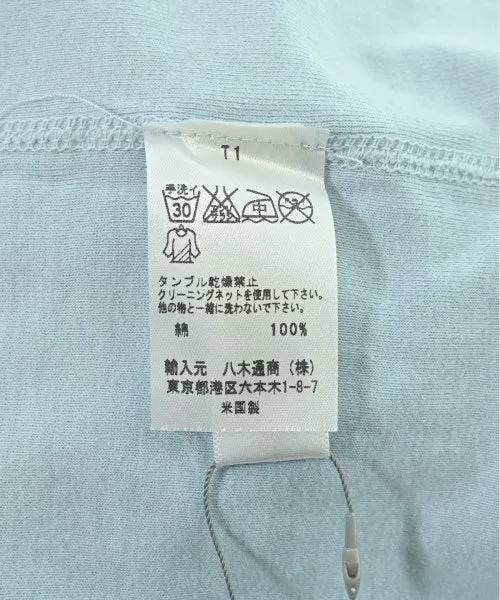 T1
手洗イ
30
中
タンブル乾燥禁止
クリーニングネットを使用して下さい。
他の物と一緒に洗わないで下さい。
綿 100%
輸入元 八木通商(株)
東京都港区六本木1-8-7
米国製